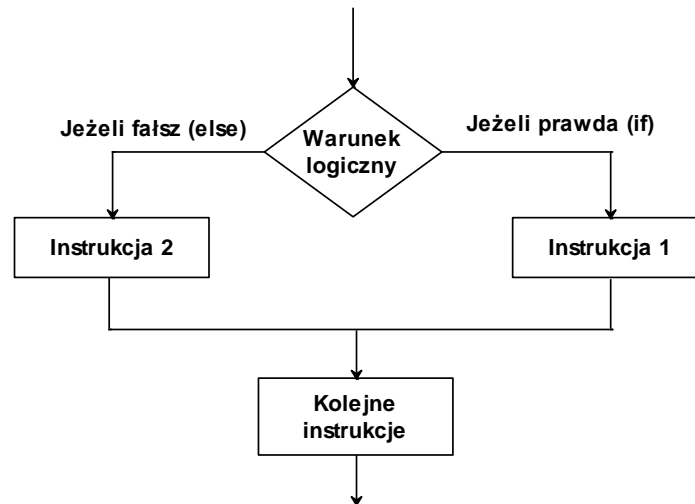 Jeżeli fałsz (else)
Warunek
logiczny
Jeżeli prawda (if)
Instrukcja 2
Instrukcja 1
Kolejne
instrukcje